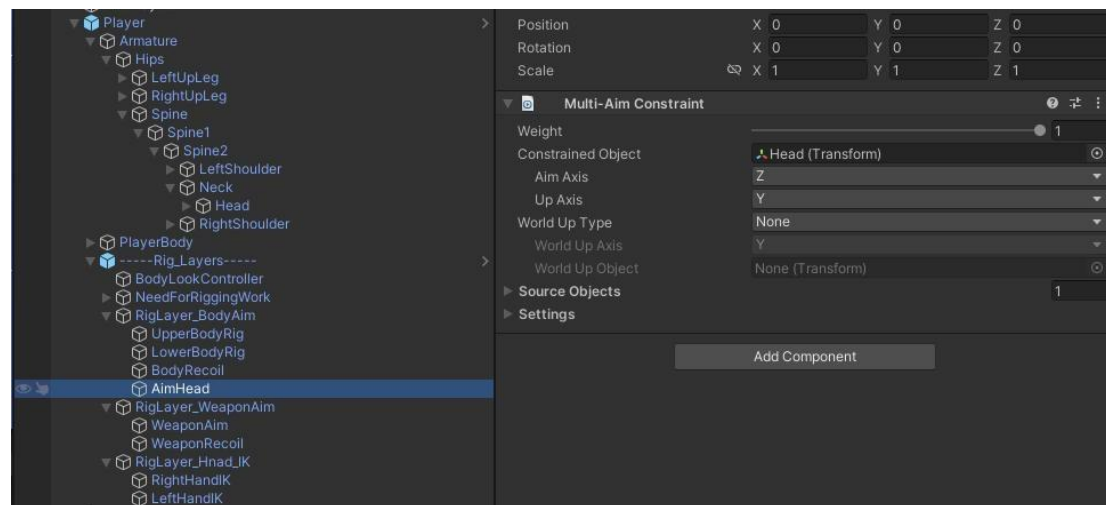 Player
Armature
Hips
LeftUpLeg
RightUpLeg
Spine
Spine1
Spine2
LeftShoulder
Neck
Head
RightShoulder
PlayerBody
-----Rig_Layers-----
BodyLookController
NeedForRiggingWork
RigLayer_BodyAim
UpperBodyRig
LowerBodyRig
BodyRecoil
AimHead
RigLayer_WeaponAim
WeaponAim
WeaponRecoil
RigLayer_Hnad_IK
RightHandIK
LeftHandIK
Position X 0 Y 0 Z 0
Rotation X 0 Y 0 Z 0
Scale X 1 Y 1 Z 1
Multi-Aim Constraint
Weight 1
Constrained Object Head (Transform)
Aim Axis Z
Up Axis Y
World Up Type None
World Up Axis Y
World Up Object None (Transform)
Source Objects 1
Settings
Add Component